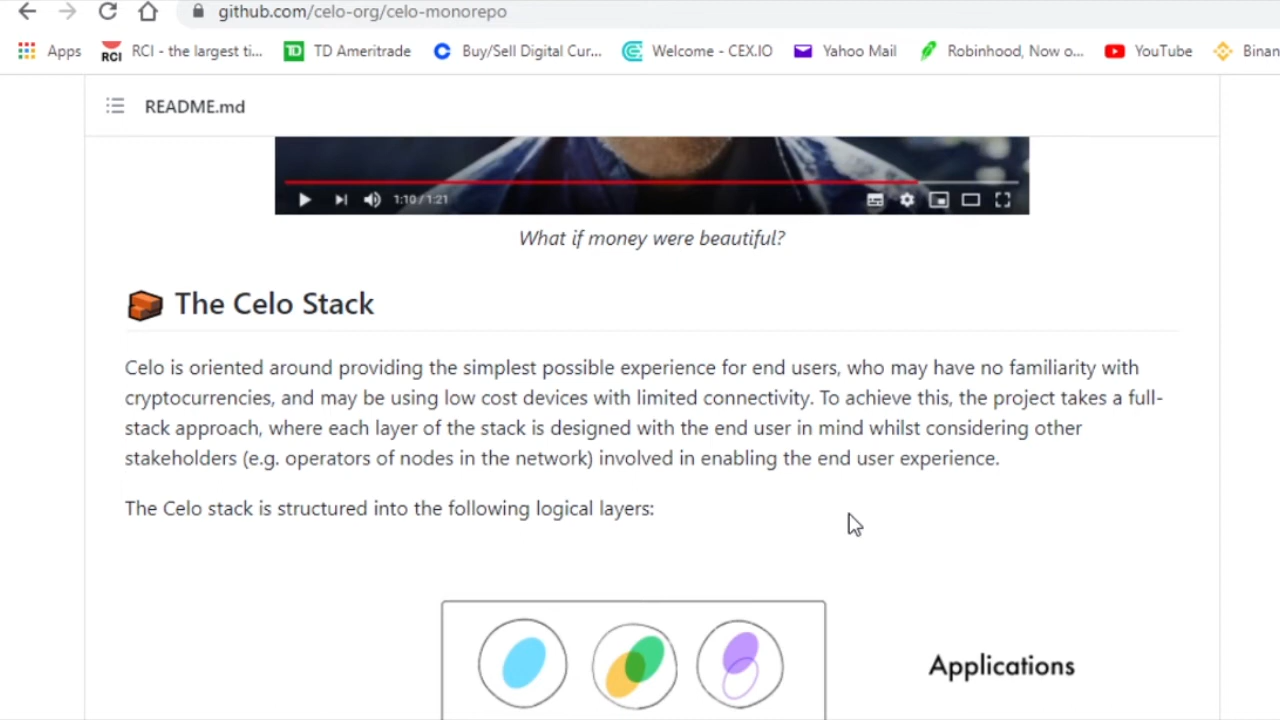 github.com/celo-org/celo-monorepo
Apps RCI RCI - the largest ti... TD TD Ameritrade Buy/Sell Digital Cur... Welcome - CEX.IO Yahoo Mail Robinhood, Now o... YouTube Binan
README.md
1:10 / 1:21
What if money were beautiful?
The Celo Stack
Celo is oriented around providing the simplest possible experience for end users, who may have no familiarity with
cryptocurrencies, and may be using low cost devices with limited connectivity. To achieve this, the project takes a full-
stack approach, where each layer of the stack is designed with the end user in mind whilst considering other
stakeholders (e.g. operators of nodes in the network) involved in enabling the end user experience.
The Celo stack is structured into the following logical layers:
Applications